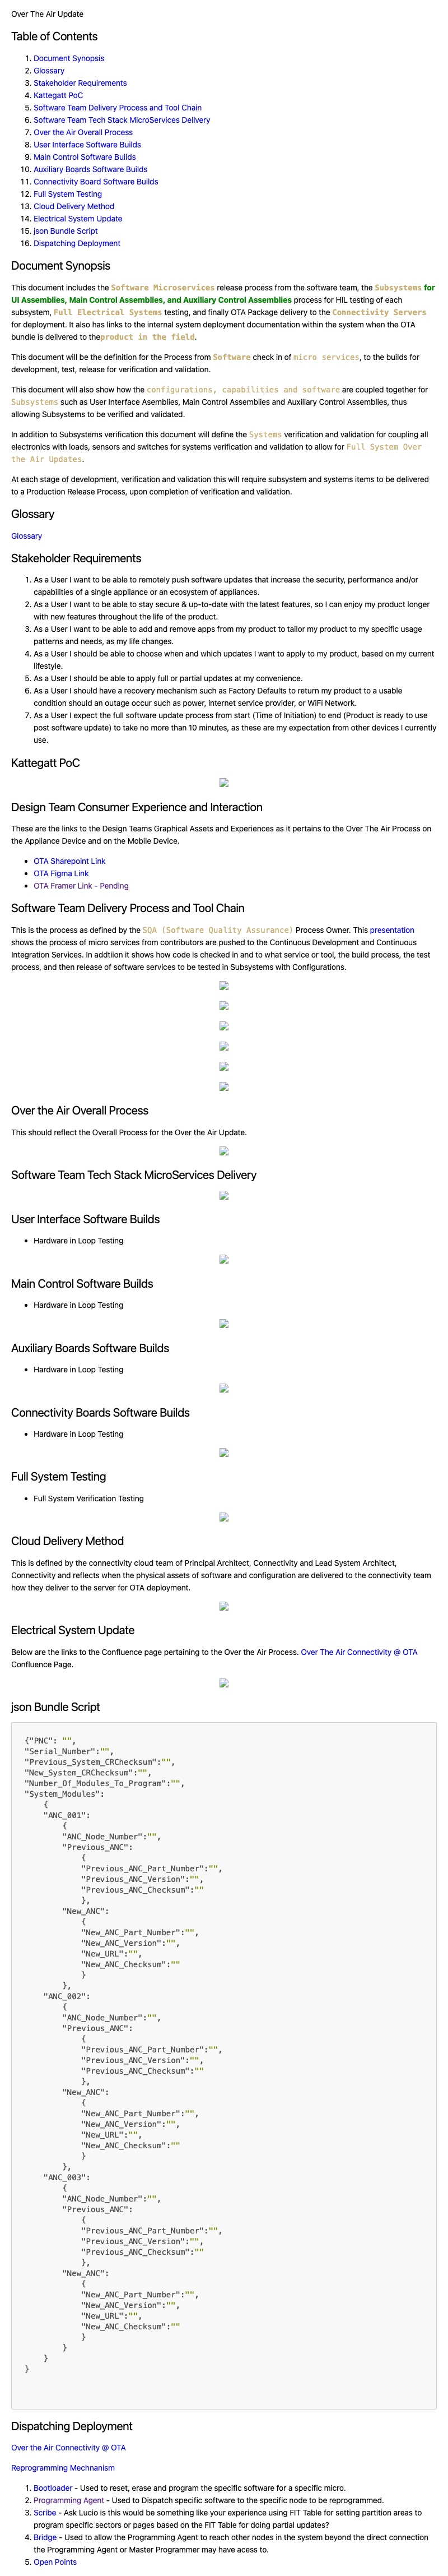 Over The Air Update
Table of Contents
1. Document Synopsis
2. Glossary
3. Stakeholder Requirements
4. Kattegatt PoC
5. Software Team Delivery Process and Tool Chain
6. Software Team Tech Stack MicroServices Delivery
7. Over the Air Overall Process
8. User Interface Software Builds
9. Main Control Software Builds
10. Auxiliary Boards Software Builds
11. Connectivity Board Software Builds
12. Full System Testing
13. Cloud Delivery Method
14. Electrical System Update
15. json Bundle Script
16. Dispatching Deployment
Document Synopsis
This document includes the Software Microservices release process from the software team, the Subsystems for
UI Assemblies, Main Control Assemblies, and Auxiliary Control Assemblies process for HIL testing of each
subsystem, Full Electrical Systems testing, and finally OTA Package delivery to the Connectivity Servers
for deployment. It also has links to the internal system deployment documentation within the system when the OTA
bundle is delivered to theproduct in the field.
This document will be the definition for the Process from Software check in of micro services, to the builds for
development, test, release for verification and validation.
This document will also show how the configurations, capabilities and software are coupled together for
Subsystems such as User Interface Asemblies, Main Control Assemblies and Auxiliary Control Assemblies, thus
allowing Subsystems to be verified and validated.
In addition to Subsystems verification this document will define the Systems verification and validation for coupling all
electronics with loads, sensors and switches for systems verification and validation to allow for Full System Over
the Air Updates.
At each stage of development, verification and validation this will require subsystem and systems items to be delivered
to a Production Release Process, upon completion of verification and validation.
Glossary
Glossary
Stakeholder Requirements
1. As a User I want to be able to remotely push software updates that increase the security, performance and/or
capabilities of a single appliance or an ecosystem of appliances.
2. As a User I want to be able to stay secure & up-to-date with the latest features, so I can enjoy my product longer
with new features throughout the life of the product.
3. As a User I want to be able to add and remove apps from my product to tailor my product to my specific usage
patterns and needs, as my life changes.
4. As a User I should be able to choose when and which updates I want to apply to my product, based on my current
lifestyle.
5. As a User I should be able to apply full or partial updates at my convenience.
6. As a User I should have a recovery mechanism such as Factory Defaults to return my product to a usable
condition should an outage occur such as power, internet service provider, or WiFi Network.
7. As a User I expect the full software update process from start (Time of Initiation) to end (Product is ready to use
post software update) to take no more than 10 minutes, as these are my expectation from other devices I currently
use.
Kattegatt PoC
Design Team Consumer Experience and Interaction
These are the links to the Design Teams Graphical Assets and Experiences as it pertains to the Over The Air Process on
the Appliance Device and on the Mobile Device.
• OTA Sharepoint Link
• OTA Figma Link
• OTA Framer Link - Pending
Software Team Delivery Process and Tool Chain
This is the process as defined by the SQA (Software Quality Assurance) Process Owner. This presentation
shows the process of micro services from contributors are pushed to the Continuous Development and Continuous
Integration Services. In addtiion it shows how code is checked in and to what service or tool, the build process, the test
process, and then release of software services to be tested in Subsystems with Configurations.
Over the Air Overall Process
This should reflect the Overall Process for the Over the Air Update.
Software Team Tech Stack MicroServices Delivery
User Interface Software Builds
• Hardware in Loop Testing
Main Control Software Builds
• Hardware in Loop Testing
Auxiliary Boards Software Builds
• Hardware in Loop Testing
Connectivity Boards Software Builds
• Hardware in Loop Testing
Full System Testing
• Full System Verification Testing
Cloud Delivery Method
This is defined by the connectivity cloud team of Principal Architect, Connectivity and Lead System Architect,
Connectivity and reflects when the physical assets of software and configuration are delivered to the connectivity team
how they deliver to the server for OTA deployment.
Electrical System Update
Below are the links to the Confluence page pertaining to the Over the Air Process. Over The Air Connectivity @ OTA
Confluence Page.
json Bundle Script
{"PNC": "",
"Serial_Number":"",
"Previous_System_CRChecksum":"",
"New_System_CRChecksum":"",
"Number_Of_Modules_To_Program":"",
"System_Modules":
{
"ANC_001":
{
"ANC_Node_Number":"",
"Previous_ANC":
{
"Previous_ANC_Part_Number":"",
"Previous_ANC_Version":"",
"Previous_ANC_Checksum":""
},
"New_ANC":
{
"New_ANC_Part_Number":"",
"New_ANC_Version":"",
"New_URL":"",
"New_ANC_Checksum":""
}
},
"ANC_002":
{
"ANC_Node_Number":"",
"Previous_ANC":
{
"Previous_ANC_Part_Number":"",
"Previous_ANC_Version":"",
"Previous_ANC_Checksum":""
},
"New_ANC":
{
"New_ANC_Part_Number":"",
"New_ANC_Version":"",
"New_URL":"",
"New_ANC_Checksum":""
}
},
"ANC_003":
{
"ANC_Node_Number":"",
"Previous_ANC":
{
"Previous_ANC_Part_Number":"",
"Previous_ANC_Version":"",
"Previous_ANC_Checksum":""
},
"New_ANC":
{
"New_ANC_Part_Number":"",
"New_ANC_Version":"",
"New_URL":"",
"New_ANC_Checksum":""
}
}
}
}
Dispatching Deployment
Over the Air Connectivity @ OTA
Reprogramming Mechnanism
1. Bootloader - Used to reset, erase and program the specific software for a specific micro.
2. Programming Agent - Used to Dispatch specific software to the specific node to be reprogrammed.
3. Scribe - Ask Lucio is this would be something like your experience using FIT Table for setting partition areas to
program specific sectors or pages based on the FIT Table for doing partial updates?
4. Bridge - Used to allow the Programming Agent to reach other nodes in the system beyond the direct connection
the Programming Agent or Master Programmer may have acess to.
5. Open Points